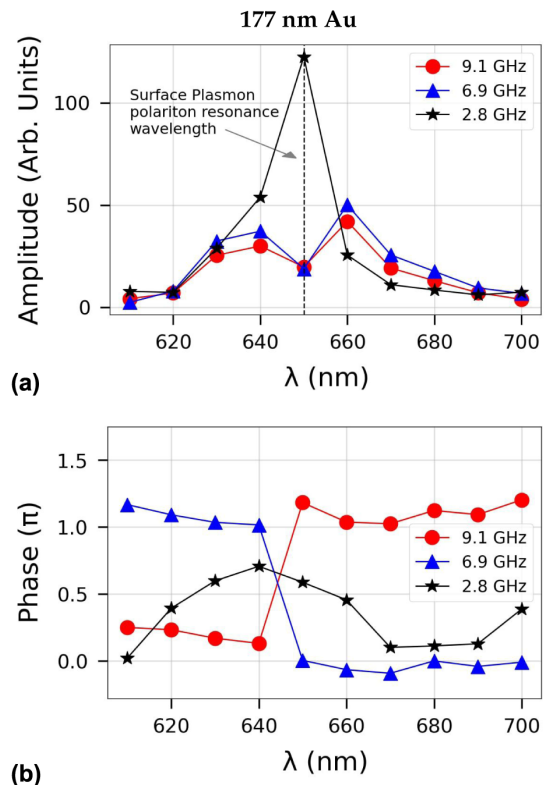 177 nm Au
(a)
Amplitude (Arb. Units)
100
50
0
Surface Plasmon
polariton resonance
wavelength
9.1 GHz
6.9 GHz
2.8 GHz
620 640 660 680 700
λ (nm)
(b)
Phase (π)
1.5
1.0
0.5
0.0
9.1 GHz
6.9 GHz
2.8 GHz
620 640 660 680 700
λ (nm)